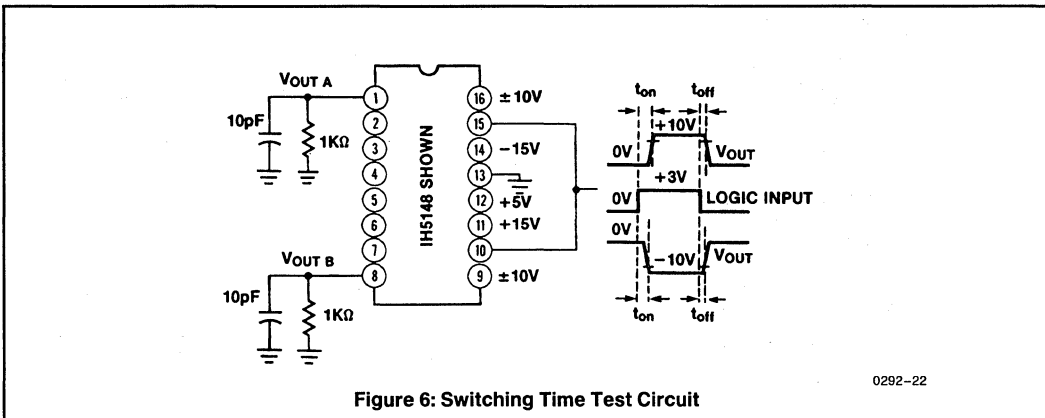 VOUT A
10pF
1KΩ
1
2
3
4
5
6
7
8
IH5148 SHOWN
16 ±10V
15
14 −15V
13
12 +5V
11 +15V
10
9 ±10V
VOUT B
10pF
1KΩ
ton toff
+10V
0V VOUT
+3V
0V LOGIC INPUT
0V
−10V VOUT
ton toff
0292–22
Figure 6: Switching Time Test Circuit